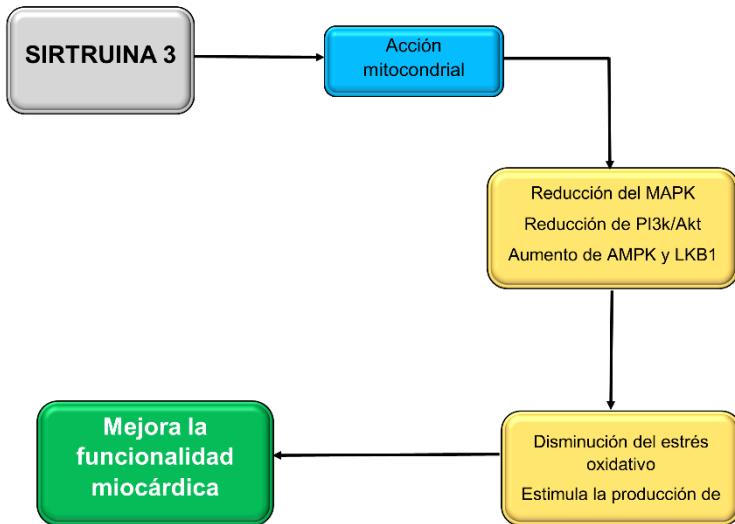 SIRTRUINA 3
Acción
mitocondrial
Reducción del MAPK
Reducción de PI3k/Akt
Aumento de AMPK y LKB1
Mejora la
funcionalidad
miocárdica
Disminución del estrés
oxidativo
Estimula la producción de